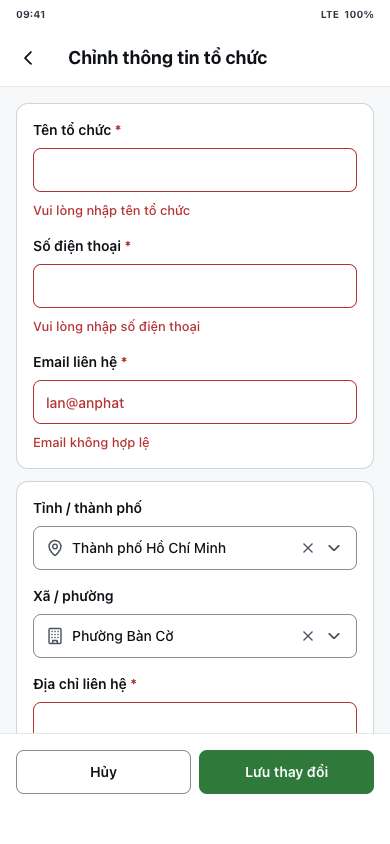 09:41
LTE 100%
Chỉnh thông tin tổ chức
Tên tổ chức *
Vui lòng nhập tên tổ chức
Số điện thoại *
Vui lòng nhập số điện thoại
Email liên hệ *
lan@anphat
Email không hợp lệ
Tỉnh / thành phố
Thành phố Hồ Chí Minh
Xã / phường
Phường Bàn Cờ
Địa chỉ liên hệ *
Hủy
Lưu thay đổi